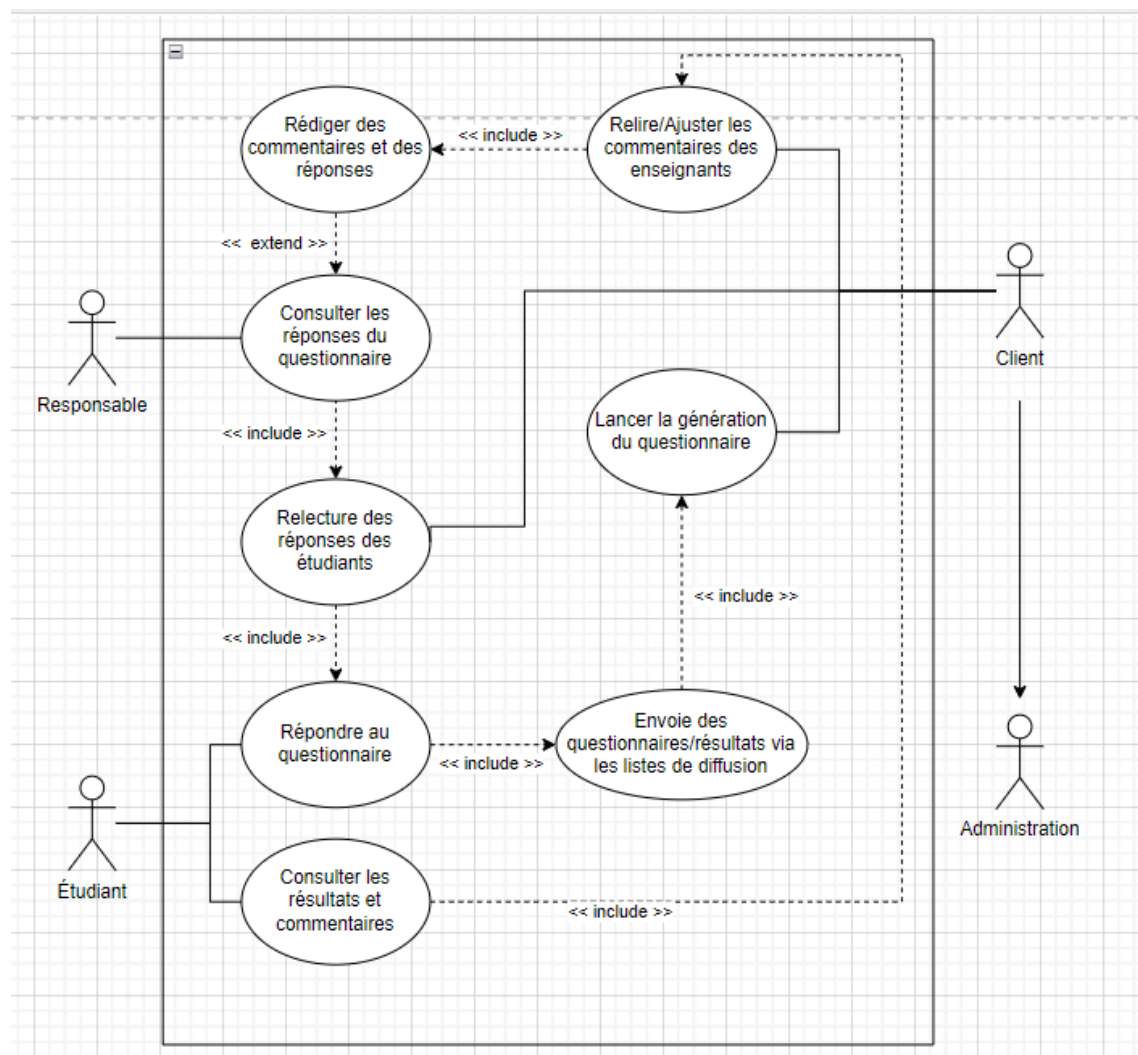 Rédiger des
commentaires et des
réponses
<< include >>
Relire/Ajuster les
commentaires des
enseignants
<<  extend >>
Consulter les
réponses du
questionnaire
Responsable
Client
<< include >>
Lancer la génération
du questionnaire
Relecture des
réponses des
étudiants
<< include >>
<< include >>
Répondre au
questionnaire
<< include >>
Envoie des
questionnaires/résultats via
les listes de diffusion
Administration
Étudiant
Consulter les
résultats et
commentaires
<< include >>